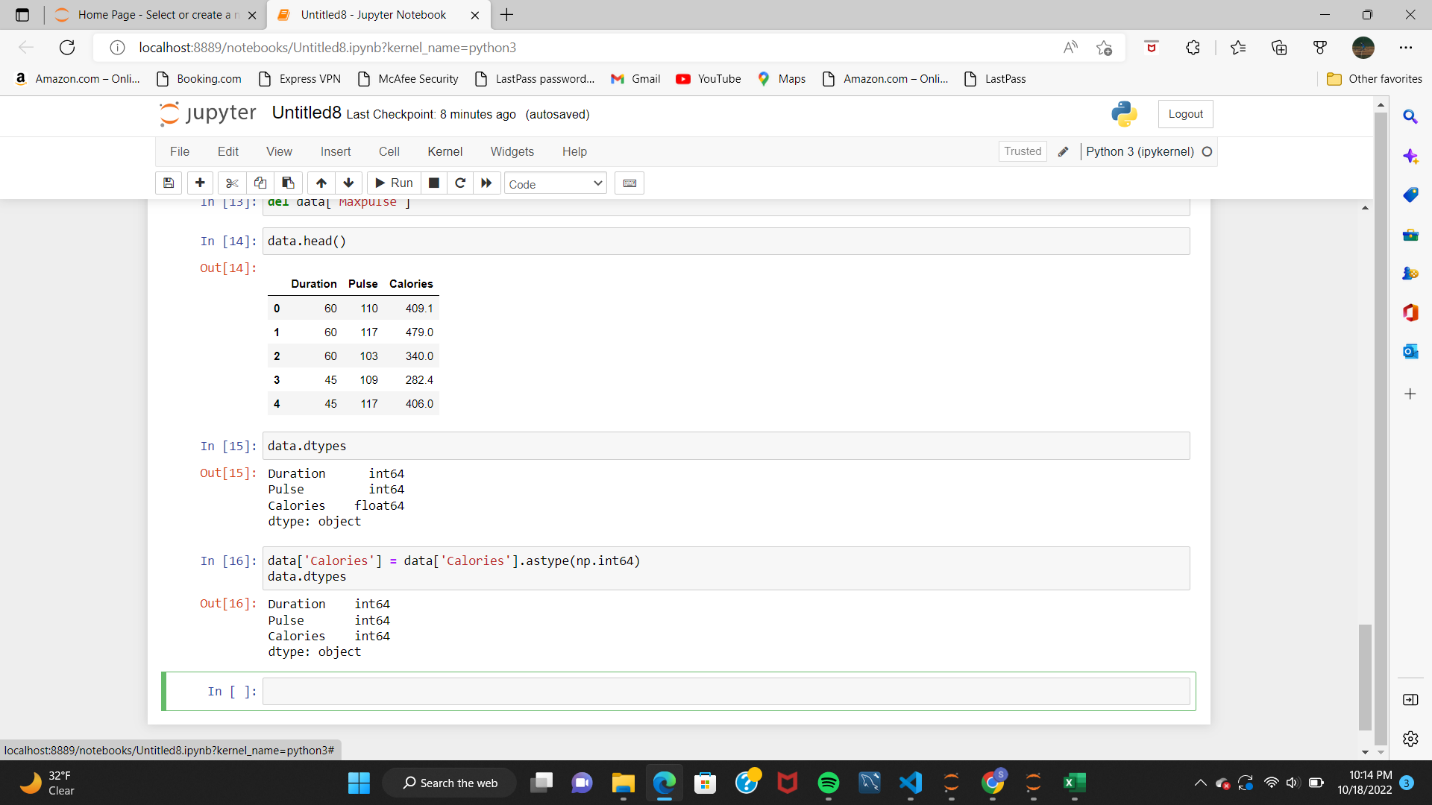 Home Page - Select or create a n
Untitled8 - Jupyter Notebook
localhost:8889/notebooks/Untitled8.ipynb?kernel_name=python3
Amazon.com – Onli...
Booking.com
Express VPN
McAfee Security
LastPass password...
Gmail
YouTube
Maps
Amazon.com – Onli...
LastPass
Other favorites
jupyter Untitled8 Last Checkpoint: 8 minutes ago (autosaved)
Logout
File Edit View Insert Cell Kernel Widgets Help
Trusted
Python 3 (ipykernel)
Run
Code
In [13]: del data['Maxpulse']
In [14]: data.head()
Out[14]:
Duration Pulse Calories
0 60 110 409.1
1 60 117 479.0
2 60 103 340.0
3 45 109 282.4
4 45 117 406.0
In [15]: data.dtypes
Out[15]: Duration int64
Pulse int64
Calories float64
dtype: object
In [16]: data['Calories'] = data['Calories'].astype(np.int64)
data.dtypes
Out[16]: Duration int64
Pulse int64
Calories int64
dtype: object
In [ ]:
localhost:8889/notebooks/Untitled8.ipynb?kernel_name=python3#
32°F
Clear
Search the web
10:14 PM
10/18/2022
3